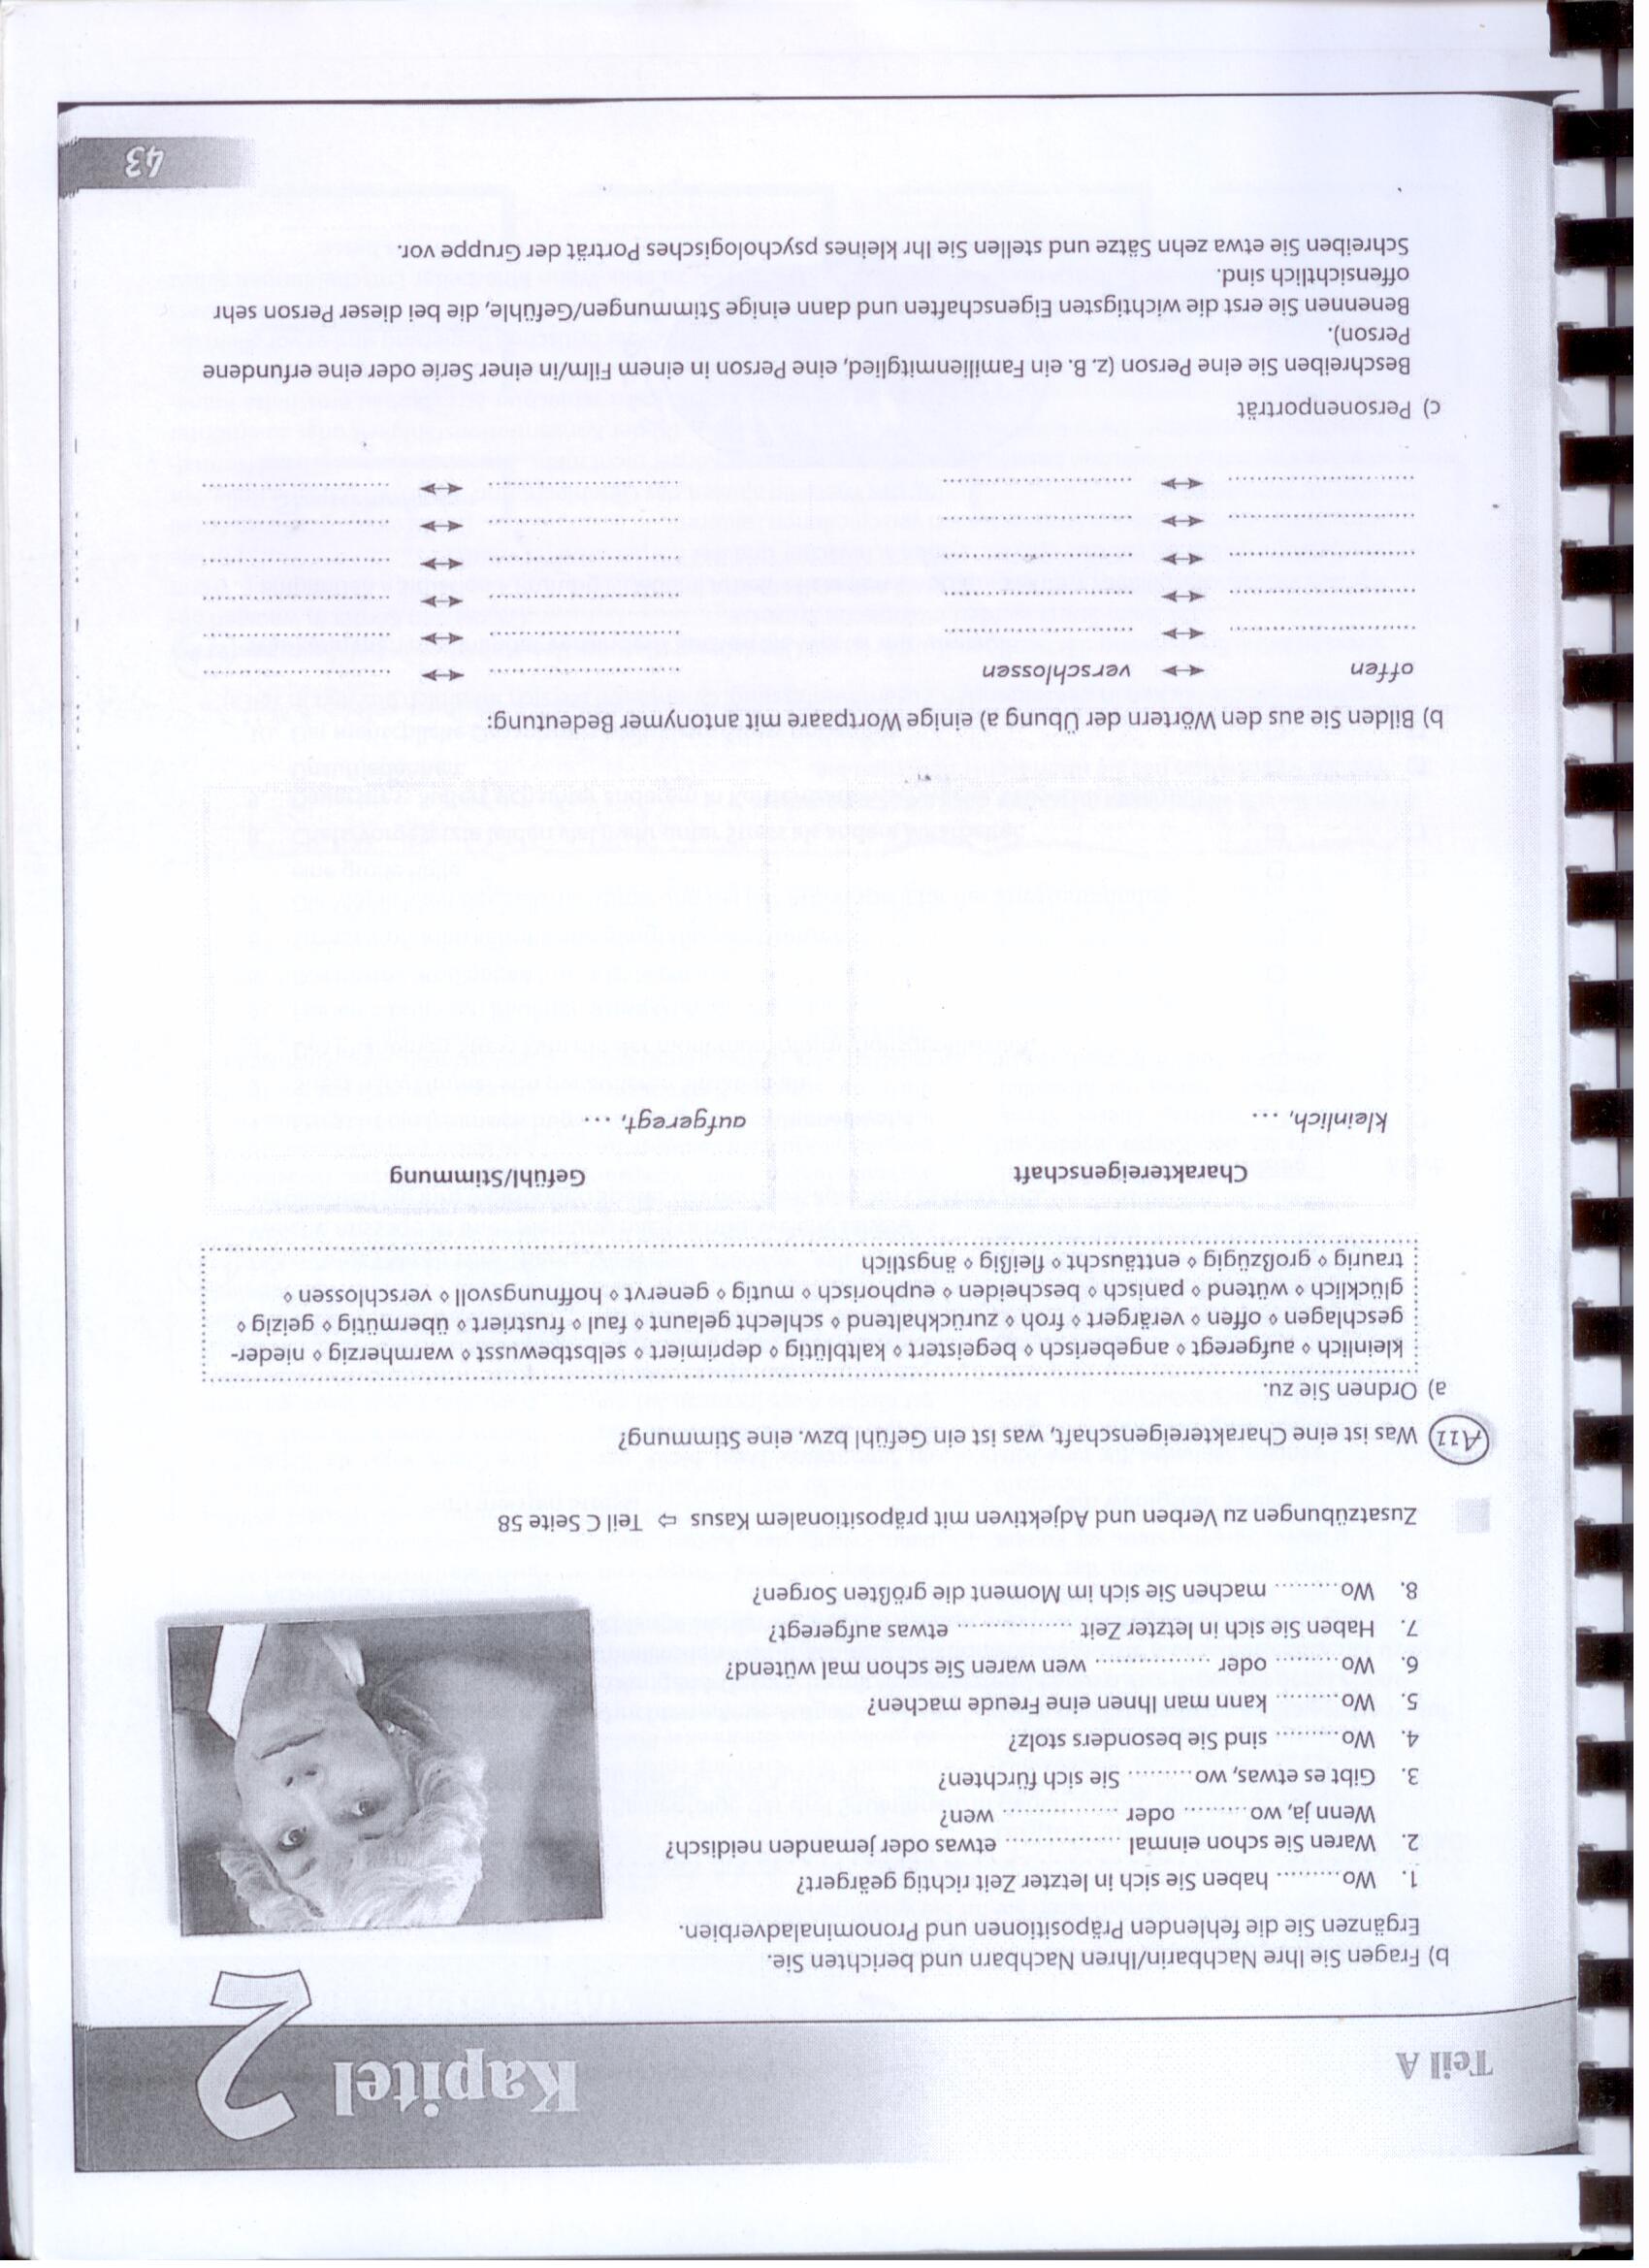 Teil A
Kapitel 2
b) Fragen Sie Ihre Nachbarin/Ihren Nachbarn und berichten Sie.
Ergänzen Sie die fehlenden Präpositionen und Pronominaladverbien.
1. Wo......... haben Sie sich in letzter Zeit richtig geärgert?
2. Waren Sie schon einmal ................ etwas oder jemanden neidisch?
Wenn ja, wo......... oder ................ wen?
3. Gibt es etwas, wo......... Sie sich fürchten?
4. Wo......... sind Sie besonders stolz?
5. Wo......... kann man Ihnen eine Freude machen?
6. Wo......... oder ................ wen waren Sie schon mal wütend?
7. Haben Sie sich in letzter Zeit ................ etwas aufgeregt?
8. Wo......... machen Sie sich im Moment die größten Sorgen?
Zusatzübungen zu Verben und Adjektiven mit präpositionalem Kasus ⇨ Teil C Seite 58
A11 Was ist eine Charaktereigenschaft, was ist ein Gefühl bzw. eine Stimmung?
a) Ordnen Sie zu.
kleinlich ⋄ aufgeregt ⋄ angeberisch ⋄ begeistert ⋄ kaltblütig ⋄ deprimiert ⋄ selbstbewusst ⋄ warmherzig ⋄ nieder-
geschlagen ⋄ offen ⋄ verärgert ⋄ froh ⋄ zurückhaltend ⋄ schlecht gelaunt ⋄ faul ⋄ frustriert ⋄ übermütig ⋄ geizig ⋄
glücklich ⋄ wütend ⋄ panisch ⋄ bescheiden ⋄ euphorisch ⋄ mutig ⋄ genervt ⋄ hoffnungsvoll ⋄ verschlossen ⋄
traurig ⋄ großzügig ⋄ enttäuscht ⋄ fleißig ⋄ ängstlich
Charaktereigenschaft
kleinlich, ...
Gefühl/Stimmung
aufgeregt, ...
b) Bilden Sie aus den Wörtern der Übung a) einige Wortpaare mit antonymer Bedeutung:
offen ↔ verschlossen
c) Personenporträt
Beschreiben Sie eine Person (z. B. ein Familienmitglied, eine Person in einem Film/in einer Serie oder eine erfundene
Person).
Benennen Sie erst die wichtigsten Eigenschaften und dann einige Stimmungen/Gefühle, die bei dieser Person sehr
offensichtlich sind.
Schreiben Sie etwa zehn Sätze und stellen Sie Ihr kleines psychologisches Porträt der Gruppe vor.
43